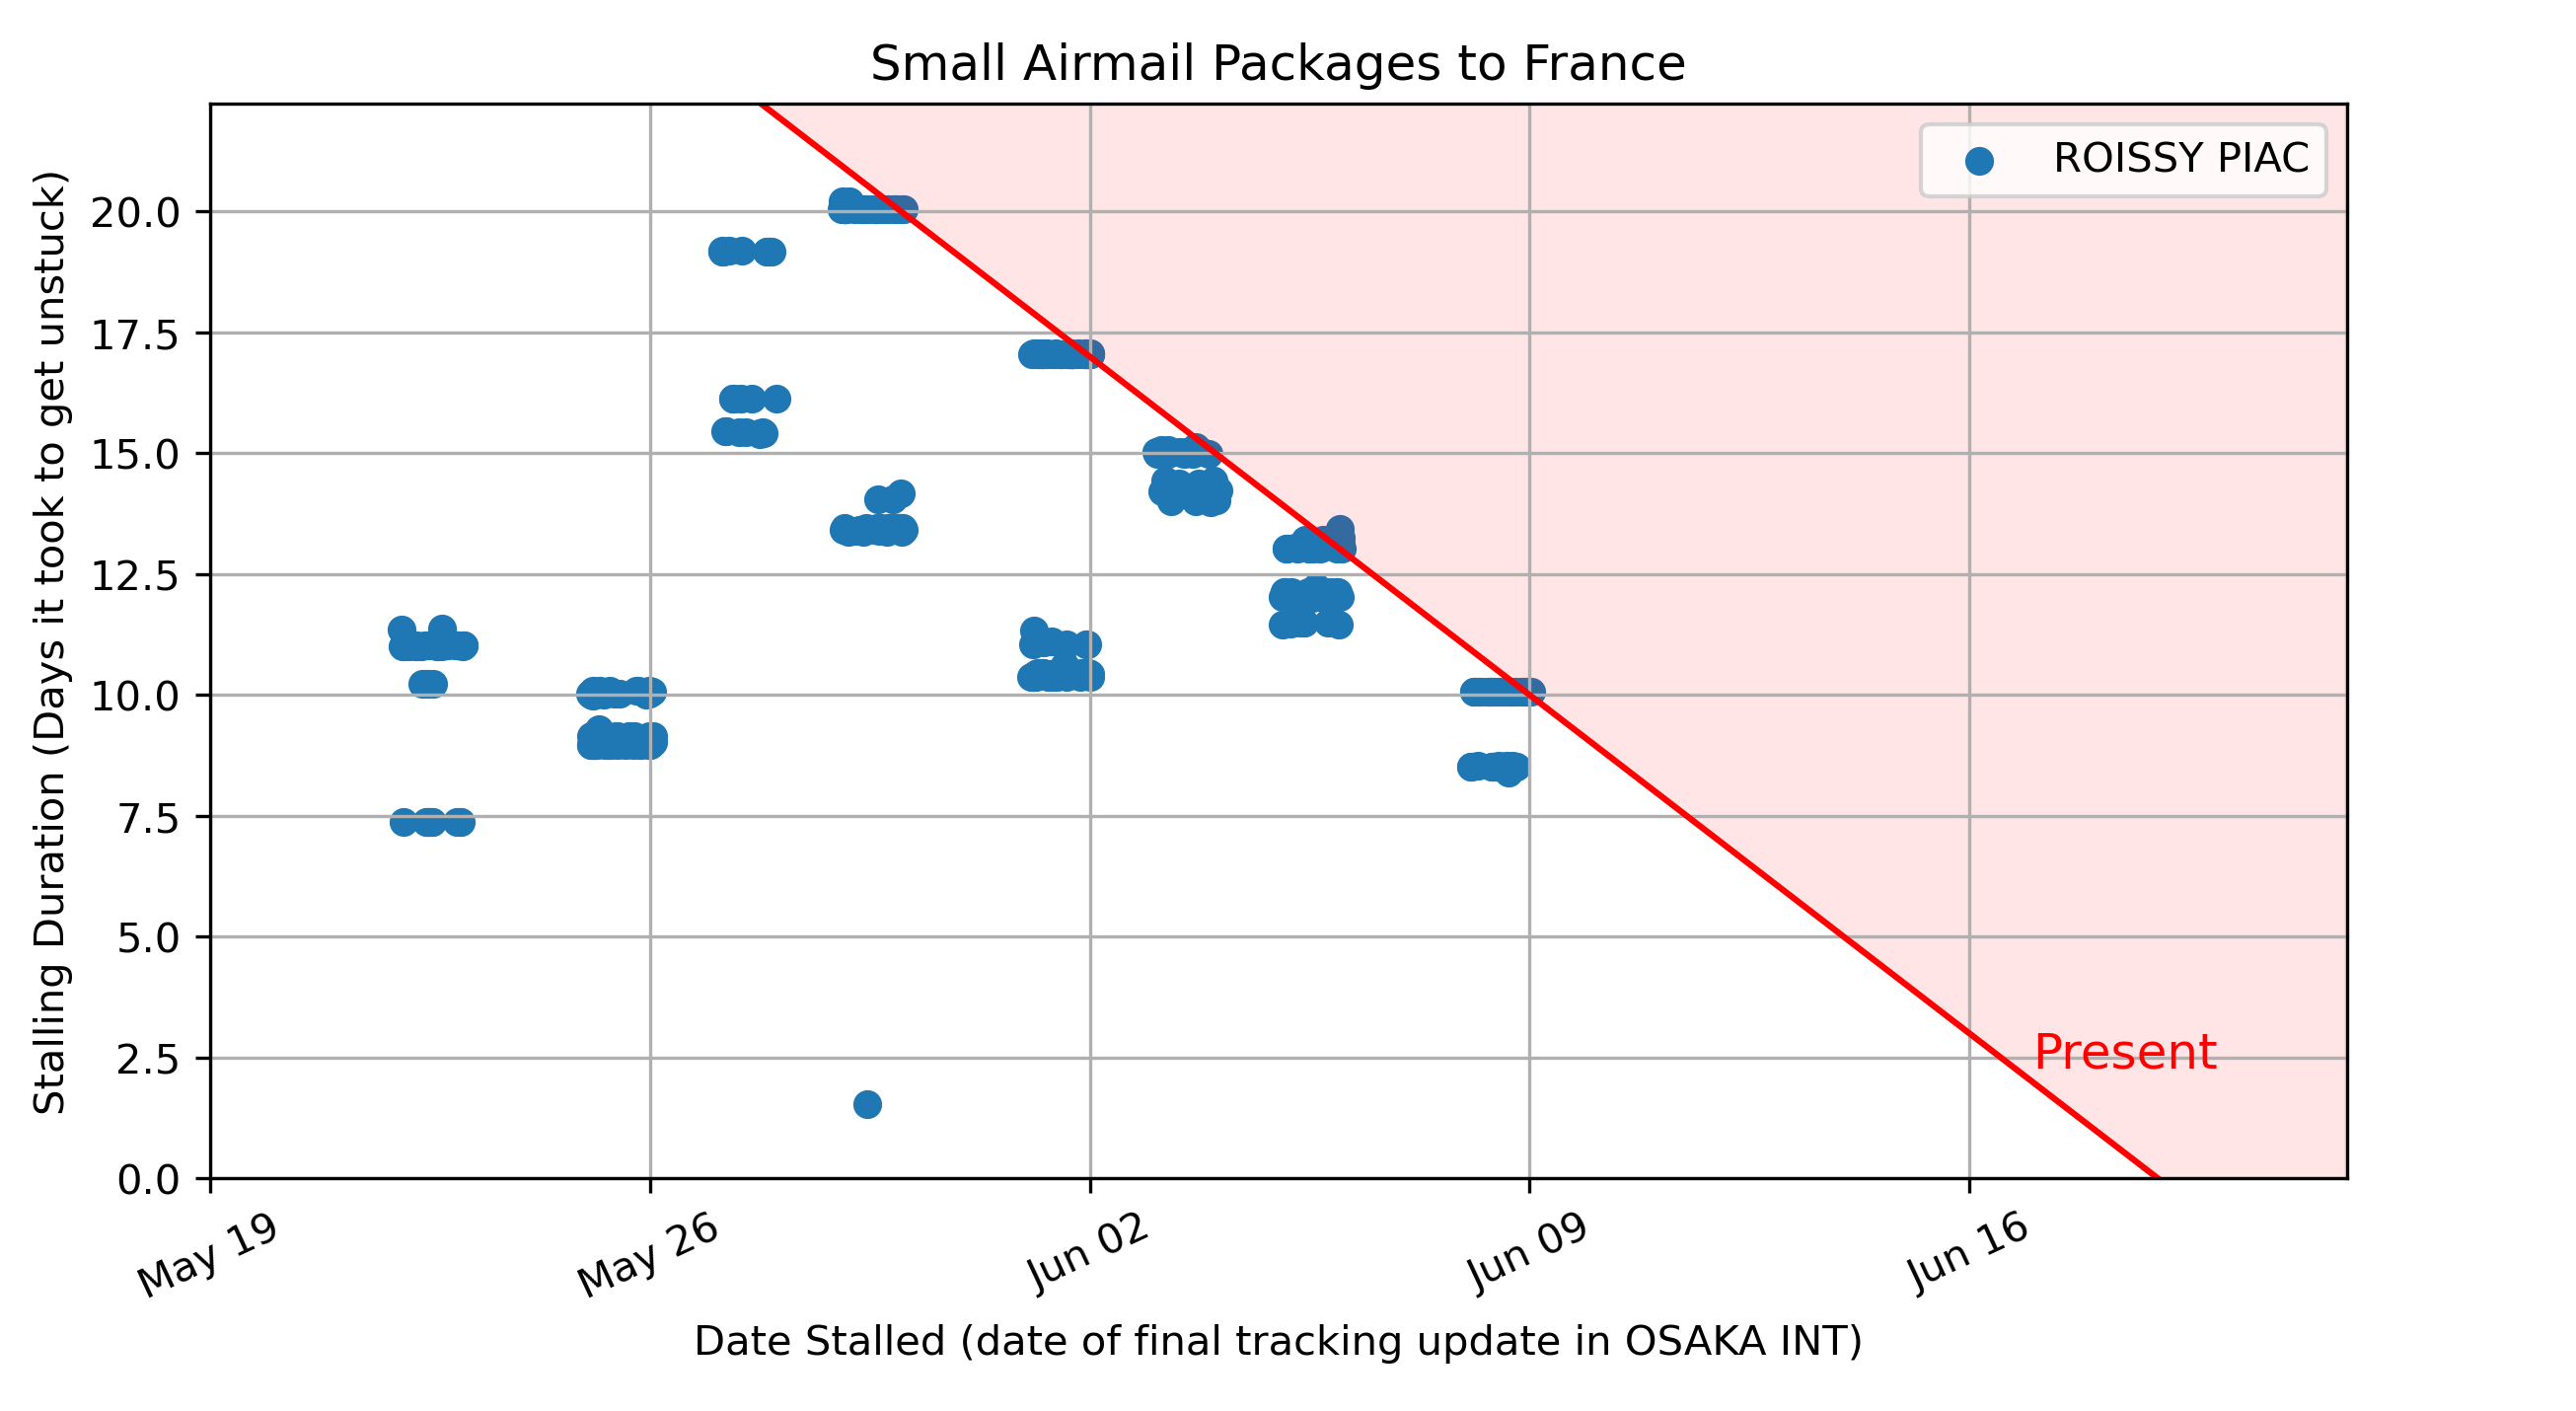 Small Airmail Packages to France
ROISSY PIAC
Stalling Duration (Days it took to get unstuck)
20.0
17.5
15.0
12.5
10.0
7.5
5.0
2.5
0.0
Present
May 19
May 26
Jun 02
Jun 09
Jun 16
Date Stalled (date of final tracking update in OSAKA INT)